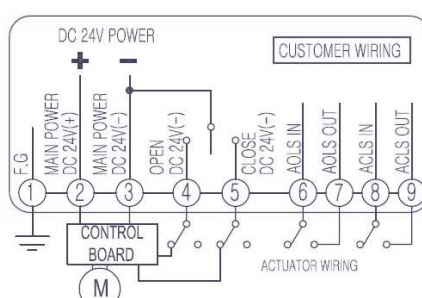 DC 24V POWER
+
−
CUSTOMER WIRING
F.G
MAIN POWER
DC 24V(+)
MAIN POWER
DC 24V(-)
OPEN
DC 24V(-)
CLOSE
DC 24V(-)
AOLS IN
AOLS OUT
ACLS IN
ACLS OUT
1 2 3 4 5 6 7 8 9
CONTROL
BOARD
ACTUATOR WIRING
M